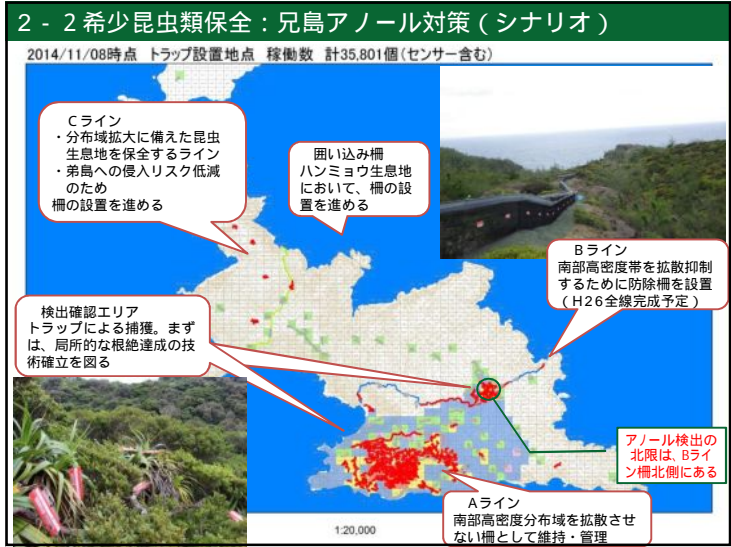 2-2希少昆虫類保全:兄島アノール対策(シナリオ)
2014/11/08時点 トラップ設置地点 稼働数 計35,801個(センサー含む)
Cライン
・分布域拡大に備えた昆虫
生息地を保全するライン
・弟島への侵入リスク低減
のため
柵の設置を進める
囲い込み柵
ハンミョウ生息地
において、柵の設
置を進める
Bライン
南部高密度帯を拡散抑制
するために防除柵を設置
(H26全線完成予定)
検出確認エリア
トラップによる捕獲。まず
は、局所的な根絶達成の技
術確立を図る
アノール検出の
北限は、Bライ
ン柵北側にある
Aライン
南部高密度分布域を拡散させ
ない柵として維持・管理
1:20,000